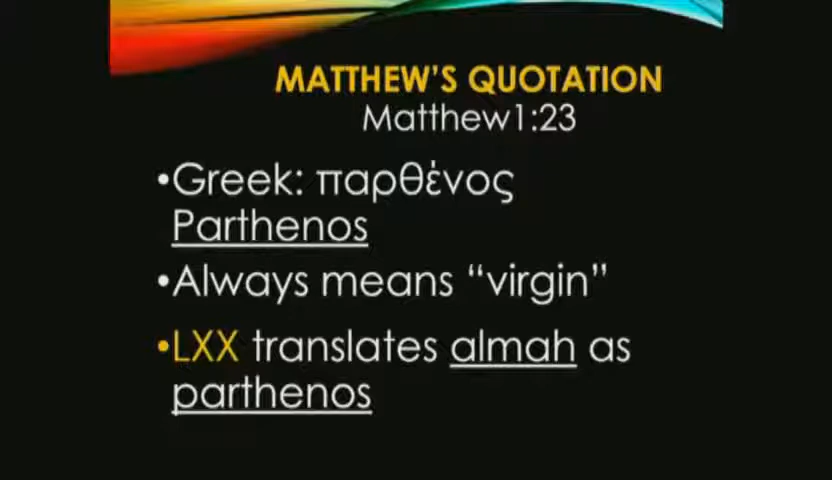 MATTHEW'S QUOTATION
Matthew1:23
•Greek: παρθένος
Parthenos
•Always means “virgin”
•LXX translates almah as
parthenos